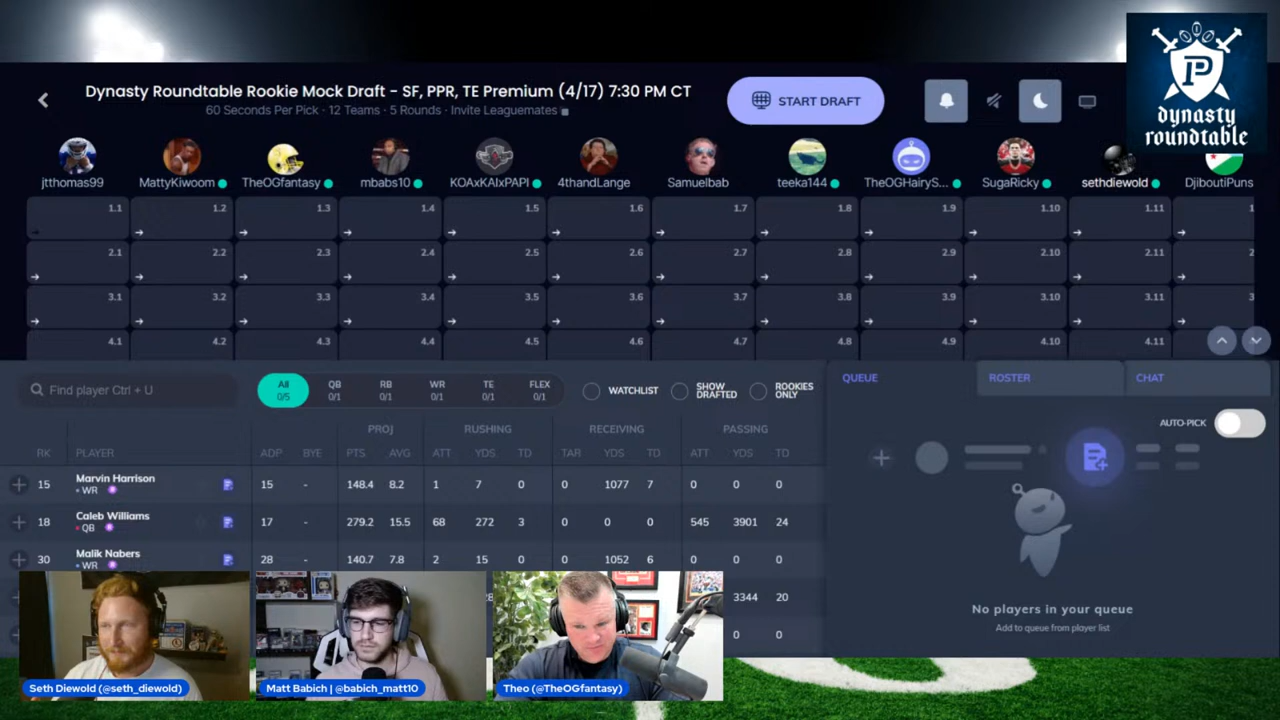 P
dynasty
roundtable
Dynasty Roundtable Rookie Mock Draft - SF, PPR, TE Premium (4/17) 7:30 PM CT
60 Seconds Per Pick · 12 Teams · 5 Rounds · Invite Leaguemates
START DRAFT
jtthomas99 MattyKiwoom TheOGfantasy mbabs10 KOAxKAIxPAPI 4thandLange Samuelbab teeka144 TheOGHairyS... SugaRicky sethdiewold DjiboutiPuns
1.1 1.2 1.3 1.4 1.5 1.6 1.7 1.8 1.9 1.10 1.11 1
2.1 2.2 2.3 2.4 2.5 2.6 2.7 2.8 2.9 2.10 2.11 2
3.1 3.2 3.3 3.4 3.5 3.6 3.7 3.8 3.9 3.10 3.11 3
4.1 4.2 4.3 4.4 4.5 4.6 4.7 4.8 4.9 4.10 4.11
Find player Ctrl + U
All QB RB WR TE FLEX
0/5 0/1 0/1 0/1 0/1 0/1
WATCHLIST
SHOW DRAFTED
ROOKIES ONLY
QUEUE ROSTER CHAT
AUTO-PICK
PROJ RUSHING RECEIVING PASSING
RK PLAYER ADP BYE PTS AVG ATT YDS TD TAR YDS TD ATT YDS TD
15 Marvin Harrison 15 - 148.4 8.2 1 7 0 0 1077 7 0 0 0
WR
18 Caleb Williams 17 - 279.2 15.5 68 272 3 0 0 0 545 3901 24
QB
30 Malik Nabers 28 - 140.7 7.8 2 15 0 0 1052 6 0 0 0
WR
3344 20
0 0
No players in your queue
Add to queue from player list
Seth Diewold (@seth_diewold)
Matt Babich | @babich_matt10
Theo (@TheOGfantasy)